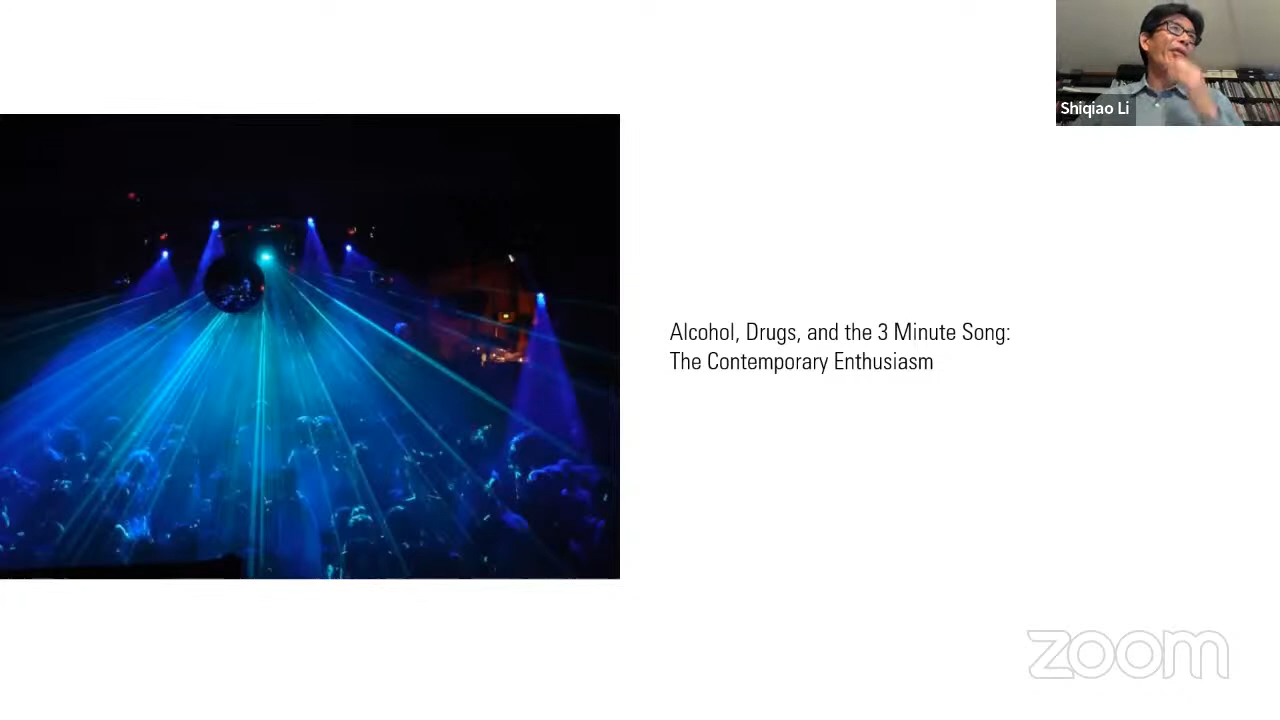 Shiqiao Li
Alcohol, Drugs, and the 3 Minute Song:
The Contemporary Enthusiasm
zoom